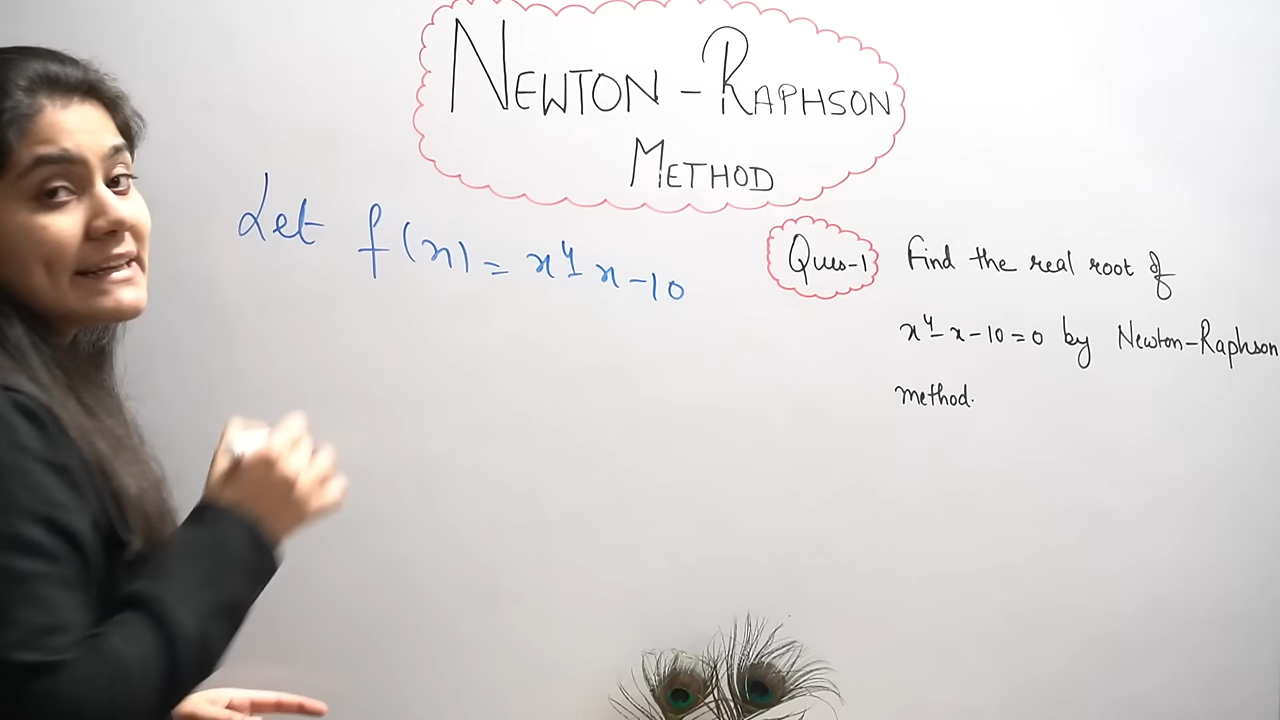 NEWTON - RAPHSON
METHOD
Let f(x) = x⁴ - x - 10
Ques-1 Find the real root of
x⁴ - x - 10 = 0 by Newton-Raphson
method.